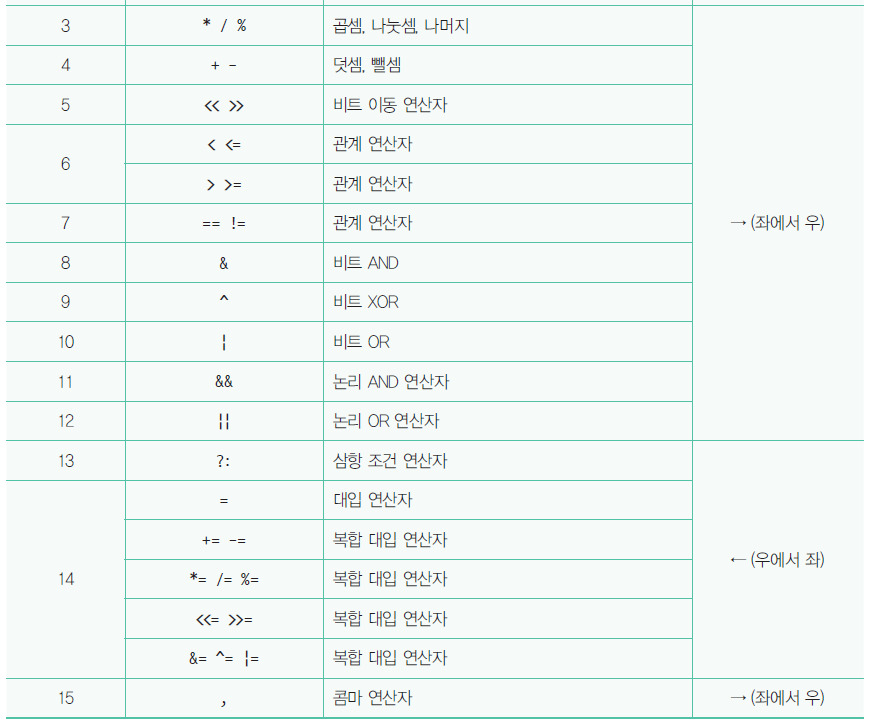 3 * / % 곱셈, 나눗셈, 나머지
4 + - 덧셈, 뺄셈
5 << >> 비트 이동 연산자
6 < <= 관계 연산자
> >= 관계 연산자
7 == != 관계 연산자 → (좌에서 우)
8 & 비트 AND
9 ^ 비트 XOR
10 | 비트 OR
11 && 논리 AND 연산자
12 || 논리 OR 연산자
13 ?: 삼항 조건 연산자
= 대입 연산자
+= -= 복합 대입 연산자
← (우에서 좌)
14 *= /= %= 복합 대입 연산자
<<= >>= 복합 대입 연산자
&= ^= |= 복합 대입 연산자
15 , 콤마 연산자 → (좌에서 우)